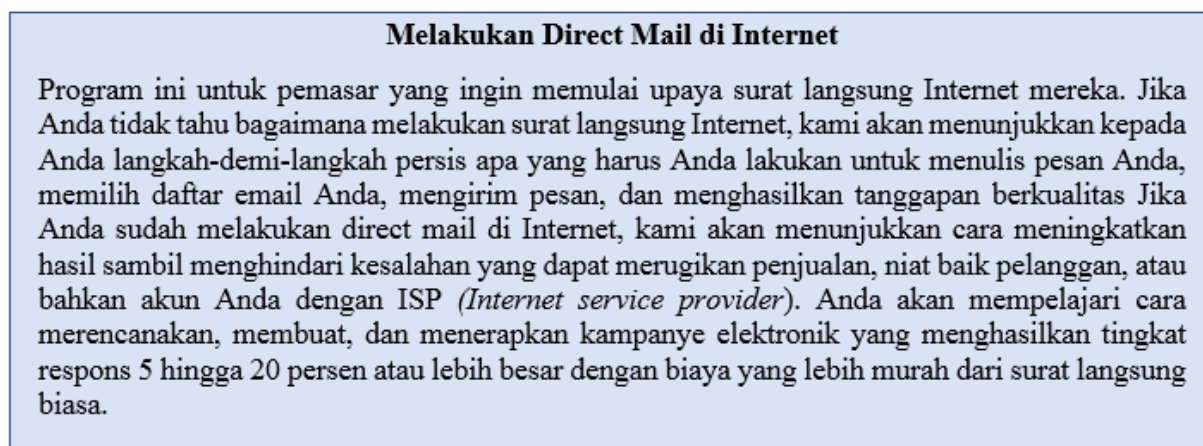 Melakukan Direct Mail di Internet
Program ini untuk pemasar yang ingin memulai upaya surat langsung Internet mereka. Jika
Anda tidak tahu bagaimana melakukan surat langsung Internet, kami akan menunjukkan kepada
Anda langkah-demi-langkah persis apa yang harus Anda lakukan untuk menulis pesan Anda,
memilih daftar email Anda, mengirim pesan, dan menghasilkan tanggapan berkualitas Jika
Anda sudah melakukan direct mail di Internet, kami akan menunjukkan cara meningkatkan
hasil sambil menghindari kesalahan yang dapat merugikan penjualan, niat baik pelanggan, atau
bahkan akun Anda dengan ISP (Internet service provider). Anda akan mempelajari cara
merencanakan, membuat, dan menerapkan kampanye elektronik yang menghasilkan tingkat
respons 5 hingga 20 persen atau lebih besar dengan biaya yang lebih murah dari surat langsung
biasa.